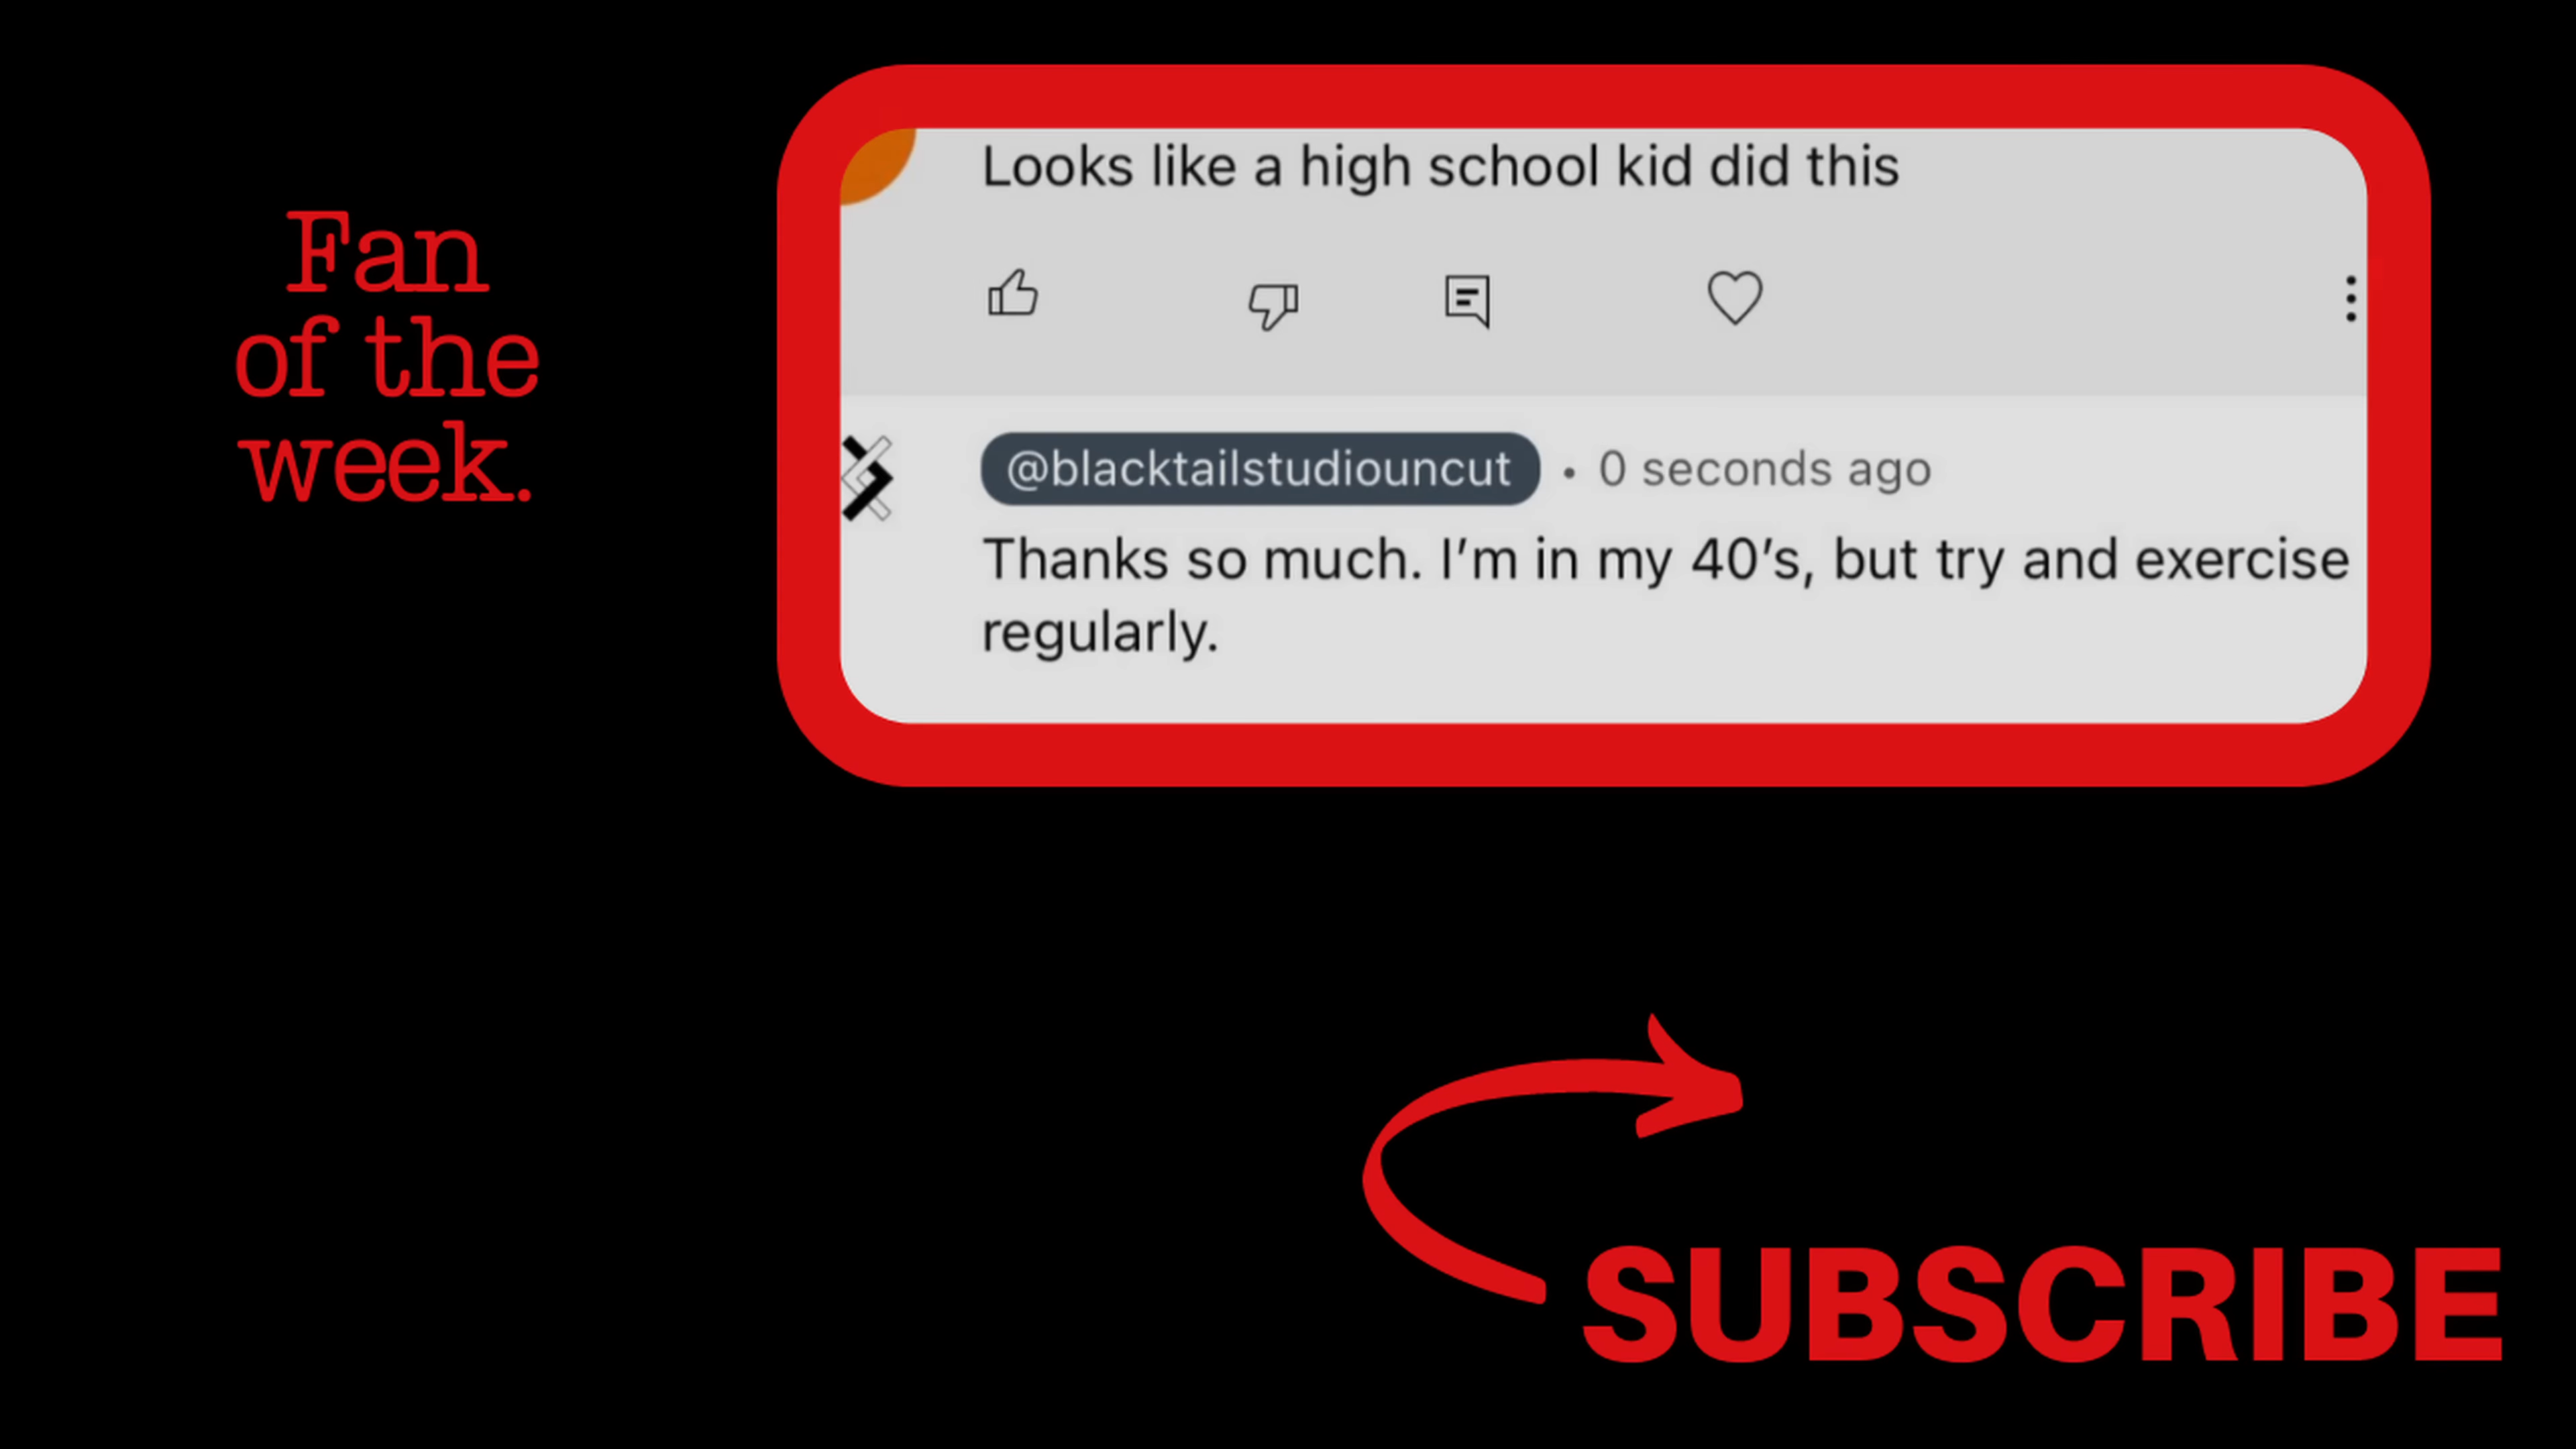 Fan
of the
week.
Looks like a high school kid did this
@blacktailstudiouncut • 0 seconds ago
Thanks so much. I’m in my 40’s, but try and exercise
regularly.
SUBSCRIBE